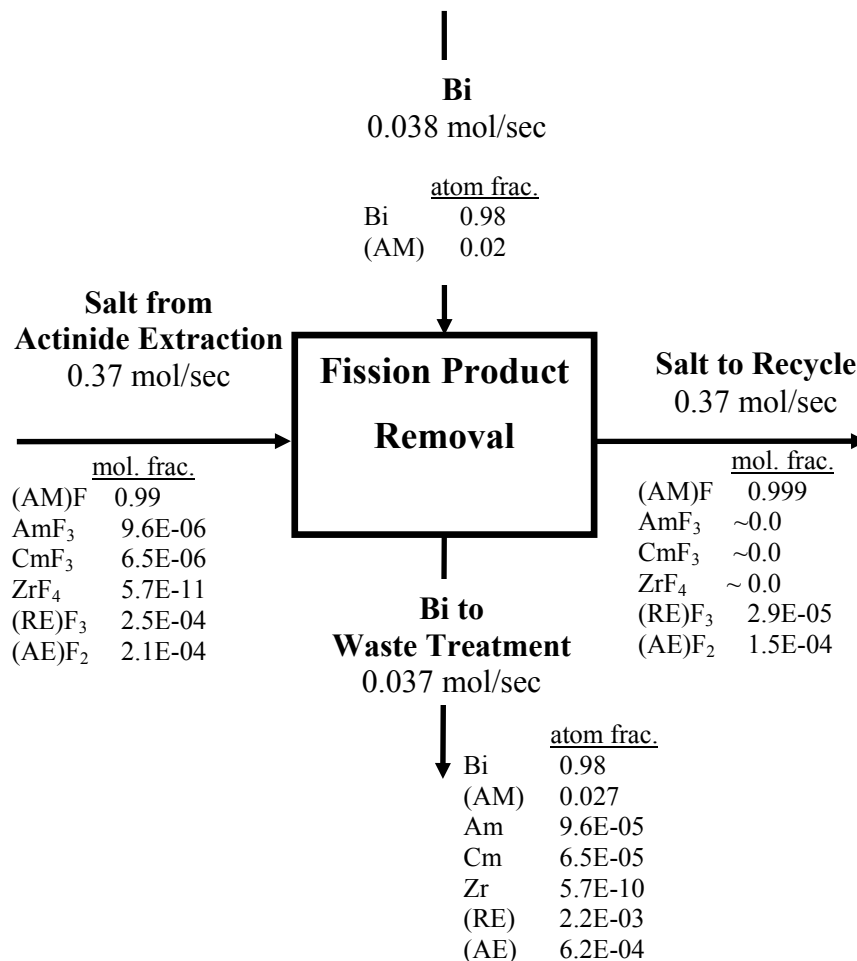 Bi
0.038 mol/sec
atom frac.
Bi 0.98
(AM) 0.02
Salt from
Actinide Extraction
0.37 mol/sec
mol. frac.
(AM)F 0.99
AmF₃ 9.6E-06
CmF₃ 6.5E-06
ZrF₄ 5.7E-11
(RE)F₃ 2.5E-04
(AE)F₂ 2.1E-04
Fission Product
Removal
Salt to Recycle
0.37 mol/sec
mol. frac.
(AM)F 0.999
AmF₃ ~0.0
CmF₃ ~0.0
ZrF₄ ~ 0.0
(RE)F₃ 2.9E-05
(AE)F₂ 1.5E-04
Bi to
Waste Treatment
0.037 mol/sec
atom frac.
Bi 0.98
(AM) 0.027
Am 9.6E-05
Cm 6.5E-05
Zr 5.7E-10
(RE) 2.2E-03
(AE) 6.2E-04